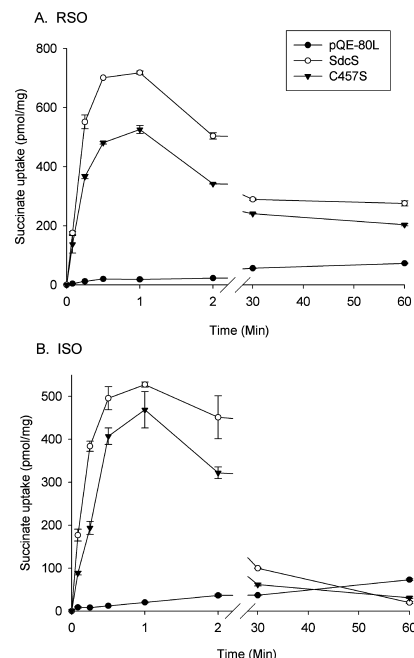 A. RSO
pQE-80L
SdcS
C457S
Succinate uptake (pmol/mg)
800
600
400
200
0
0 1 2 30 40 50 60
Time (Min)
B. ISO
Succinate uptake (pmol/mg)
500
400
300
200
100
0
0 1 2 30 40 50 60
Time (Min)